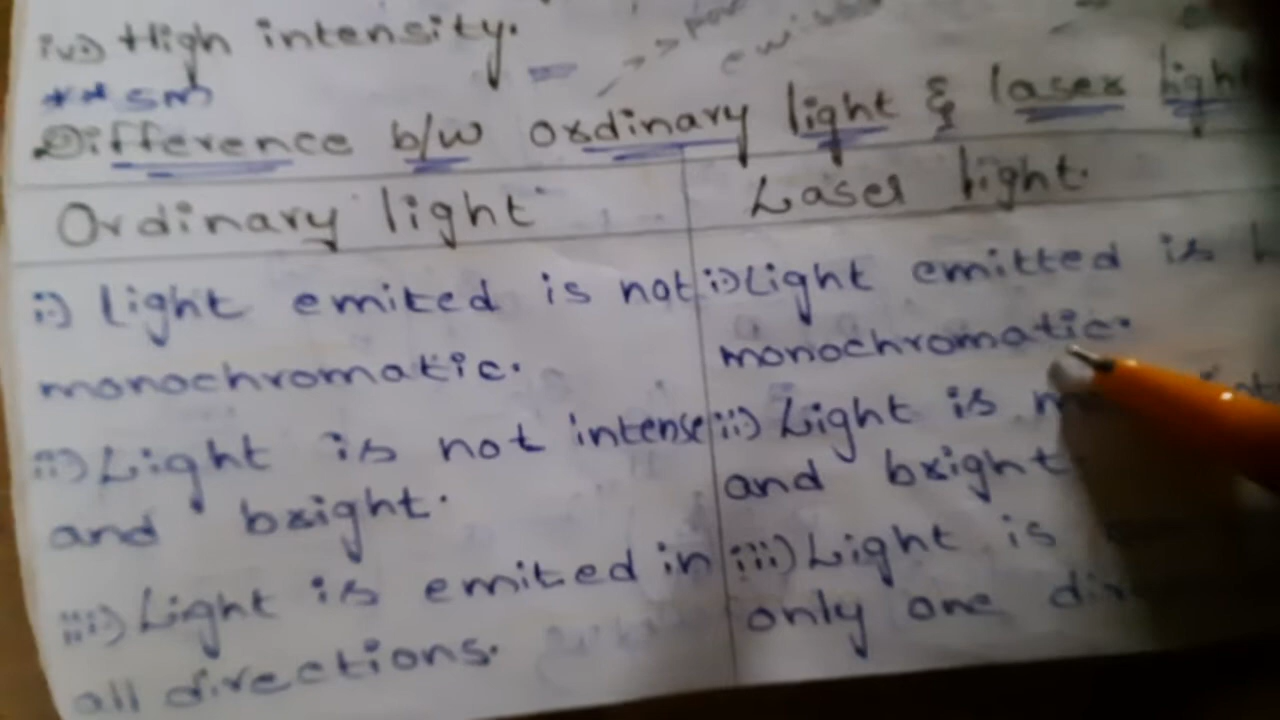 iv) High intensity.
** 5m
Difference b/w ordinary light & laser light
Ordinary light
Laser light.
i) light emited is not
monochromatic.
ii) Light is not intense
and bright.
iii) Light is emited in
all directions.
i) Light emitted is
monochromatic.
ii) Light is
and bright
iii) Light is
only one